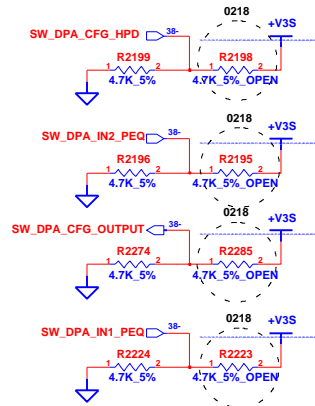 0218
+V3S
SW_DPA_CFG_HPD 38-
R2199 R2198
1 2 1 2
4.7K_5% 4.7K_5%_OPEN
0218
+V3S
SW_DPA_IN2_PEQ 38-
R2196 R2195
1 2 1 2
4.7K_5% 4.7K_5%_OPEN
0218
+V3S
SW_DPA_CFG_OUTPUT 38-
R2274 R2285
1 2 1 2
4.7K_5% 4.7K_5%_OPEN
0218
+V3S
SW_DPA_IN1_PEQ 38-
R2224 R2223
1 2 1 2
4.7K_5% 4.7K_5%_OPEN